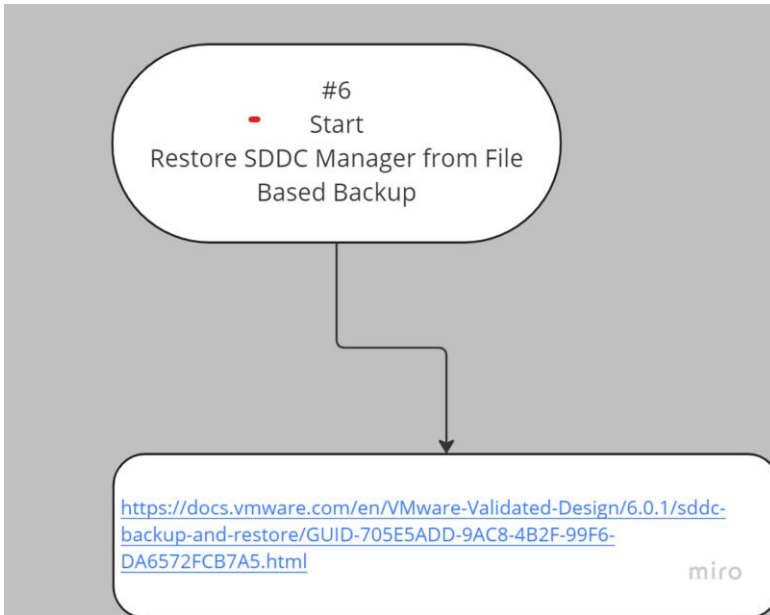 #6
Start
Restore SDDC Manager from File
Based Backup
https://docs.vmware.com/en/VMware-Validated-Design/6.0.1/sddc-
backup-and-restore/GUID-705E5ADD-9AC8-4B2F-99F6-
DA6572FCB7A5.html
miro